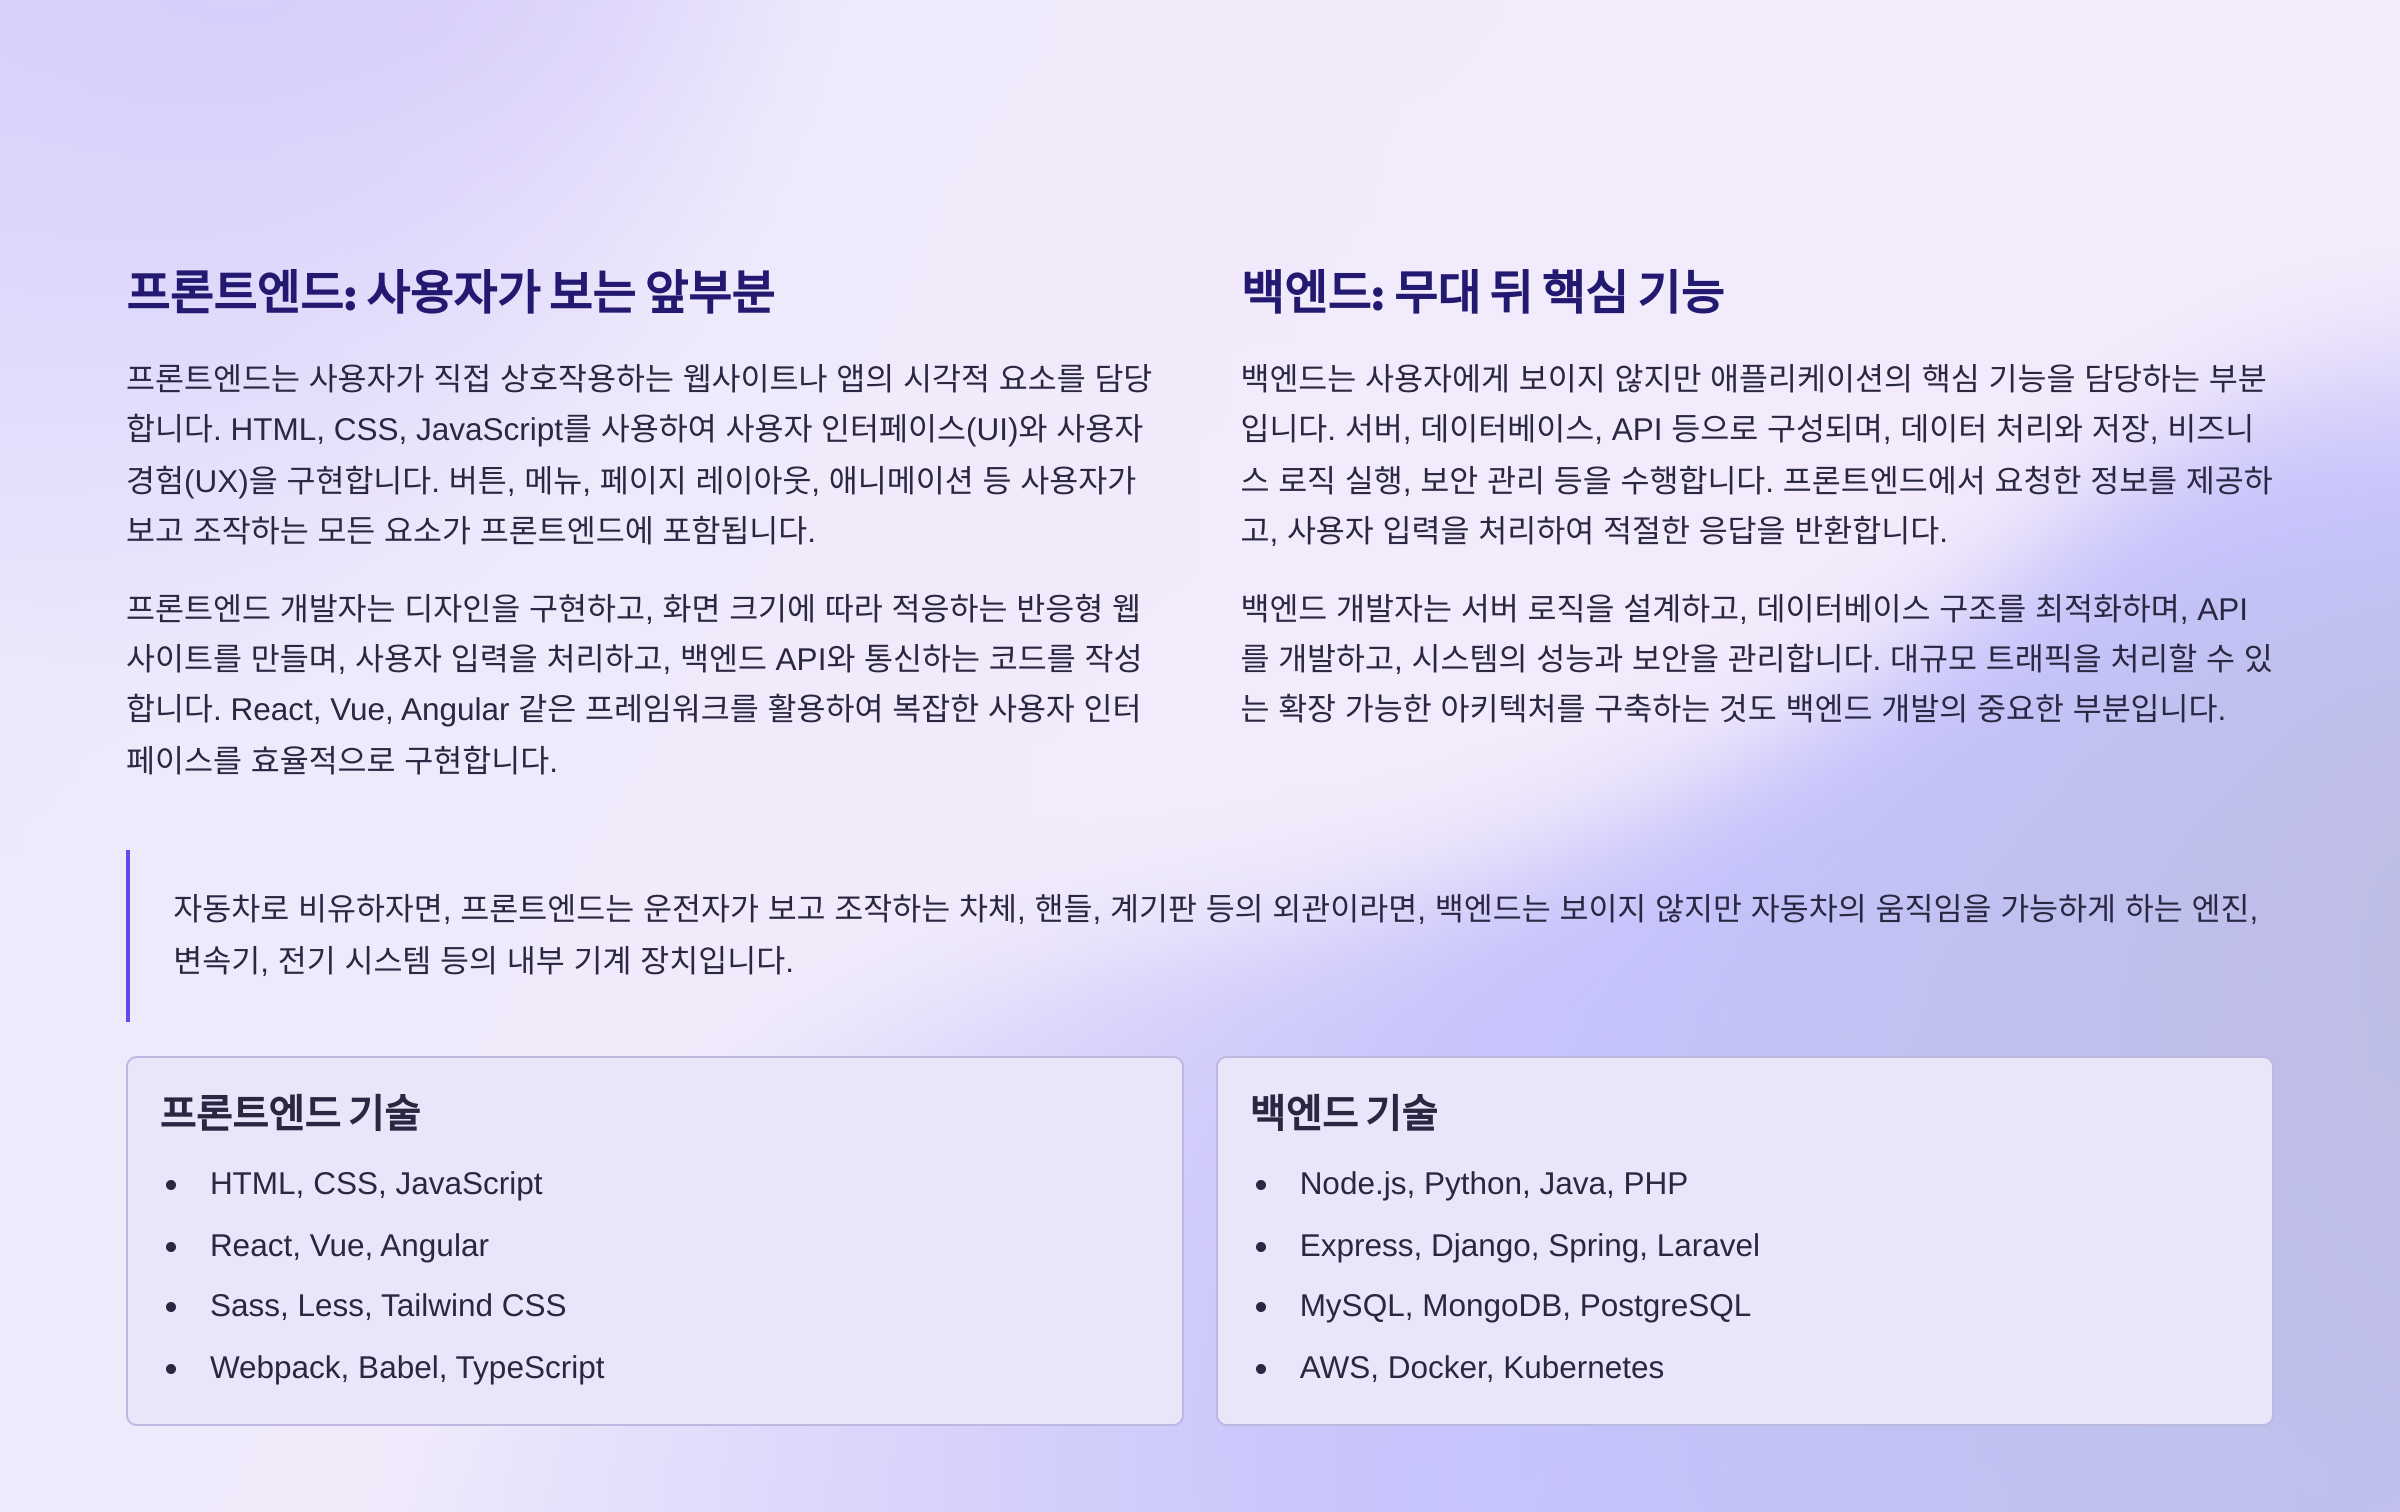 프론트엔드: 사용자가 보는 앞부분
프론트엔드는 사용자가 직접 상호작용하는 웹사이트나 앱의 시각적 요소를 담당
합니다. HTML, CSS, JavaScript를 사용하여 사용자 인터페이스(UI)와 사용자
경험(UX)을 구현합니다. 버튼, 메뉴, 페이지 레이아웃, 애니메이션 등 사용자가
보고 조작하는 모든 요소가 프론트엔드에 포함됩니다.
프론트엔드 개발자는 디자인을 구현하고, 화면 크기에 따라 적응하는 반응형 웹
사이트를 만들며, 사용자 입력을 처리하고, 백엔드 API와 통신하는 코드를 작성
합니다. React, Vue, Angular 같은 프레임워크를 활용하여 복잡한 사용자 인터
페이스를 효율적으로 구현합니다.
백엔드: 무대 뒤 핵심 기능
백엔드는 사용자에게 보이지 않지만 애플리케이션의 핵심 기능을 담당하는 부분
입니다. 서버, 데이터베이스, API 등으로 구성되며, 데이터 처리와 저장, 비즈니
스 로직 실행, 보안 관리 등을 수행합니다. 프론트엔드에서 요청한 정보를 제공하
고, 사용자 입력을 처리하여 적절한 응답을 반환합니다.
백엔드 개발자는 서버 로직을 설계하고, 데이터베이스 구조를 최적화하며, API
를 개발하고, 시스템의 성능과 보안을 관리합니다. 대규모 트래픽을 처리할 수 있
는 확장 가능한 아키텍처를 구축하는 것도 백엔드 개발의 중요한 부분입니다.
자동차로 비유하자면, 프론트엔드는 운전자가 보고 조작하는 차체, 핸들, 계기판 등의 외관이라면, 백엔드는 보이지 않지만 자동차의 움직임을 가능하게 하는 엔진,
변속기, 전기 시스템 등의 내부 기계 장치입니다.
프론트엔드 기술
• HTML, CSS, JavaScript
• React, Vue, Angular
• Sass, Less, Tailwind CSS
• Webpack, Babel, TypeScript
백엔드 기술
• Node.js, Python, Java, PHP
• Express, Django, Spring, Laravel
• MySQL, MongoDB, PostgreSQL
• AWS, Docker, Kubernetes